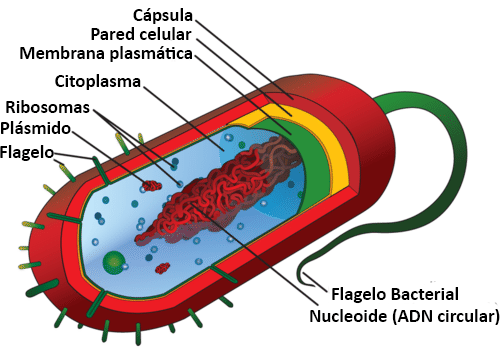 Cápsula
Pared celular
Membrana plasmática
Citoplasma
Ribosomas
Plásmido
Flagelo
Flagelo Bacterial
Nucleoide (ADN circular)